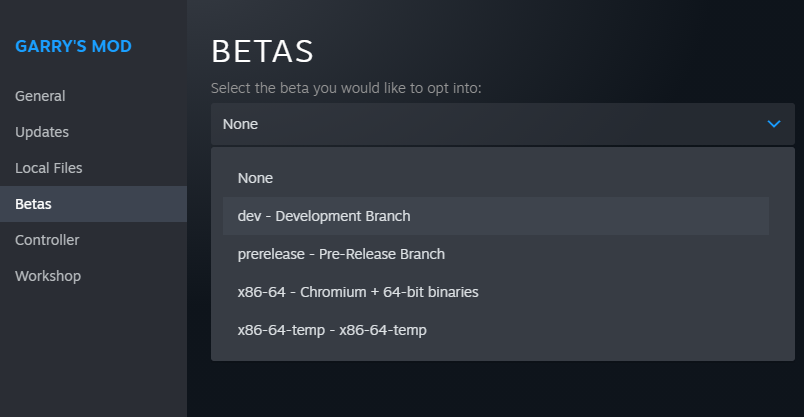 GARRY'S MOD
General
Updates
Local Files
Betas
Controller
Workshop
BETAS
Select the beta you would like to opt into:
None
None
dev - Development Branch
prerelease - Pre-Release Branch
x86-64 - Chromium + 64-bit binaries
x86-64-temp - x86-64-temp